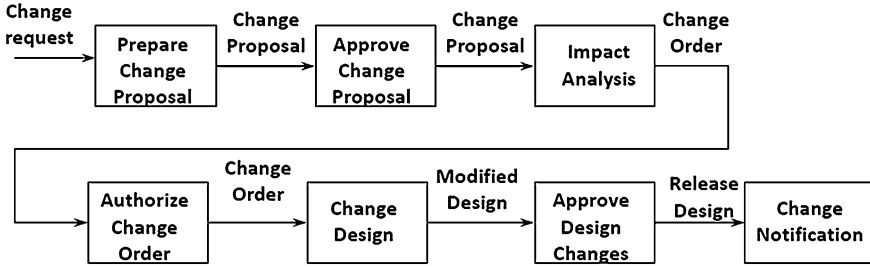 Change
request
Prepare
Change
Proposal
Change
Proposal
Approve
Change
Proposal
Change
Proposal
Impact
Analysis
Change
Order
Authorize
Change
Order
Change
Order
Change
Design
Modified
Design
Approve
Design
Changes
Release
Design
Change
Notification